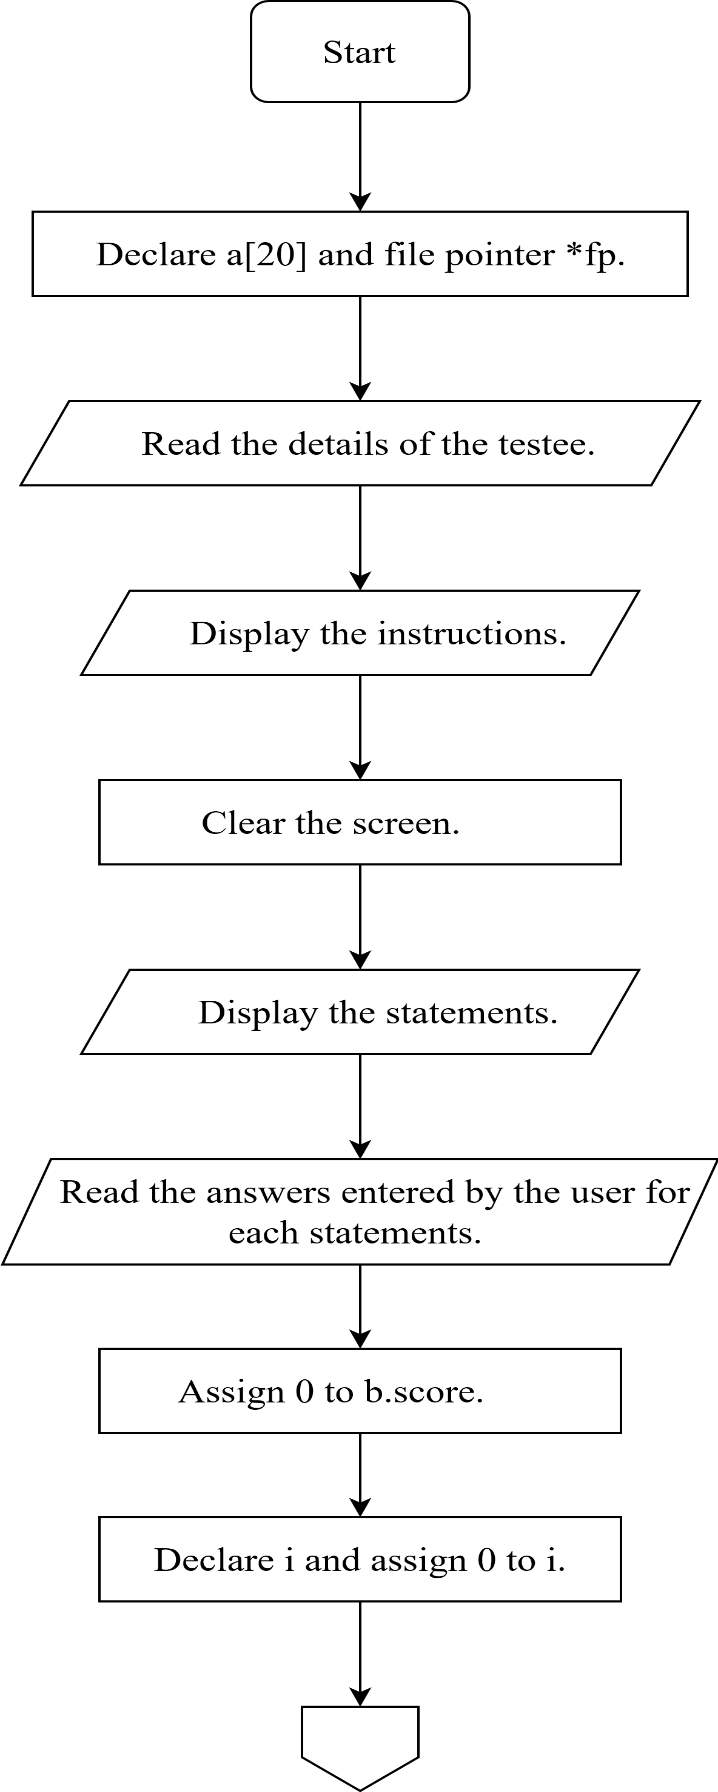 Start
Declare a[20] and file pointer *fp.
Read the details of the testee.
Display the instructions.
Clear the screen.
Display the statements.
Read the answers entered by the user for
each statements.
Assign 0 to b.score.
Declare i and assign 0 to i.